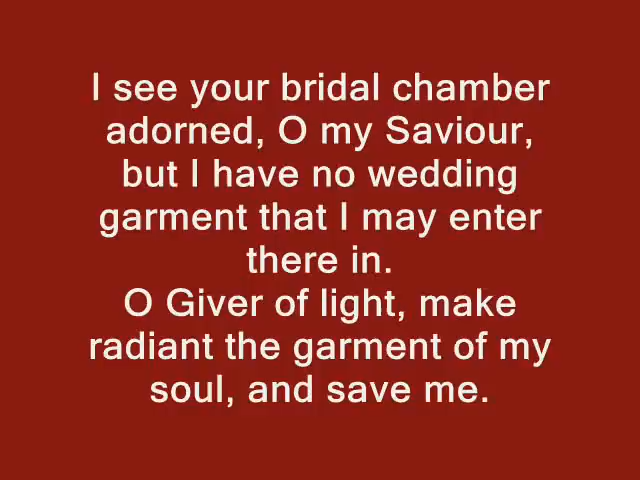 I see your bridal chamber
adorned, O my Saviour,
but I have no wedding
garment that I may enter
there in.
O Giver of light, make
radiant the garment of my
soul, and save me.